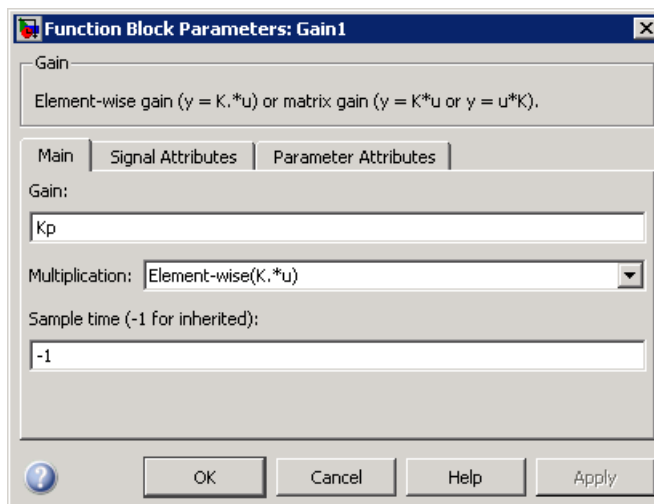 Function Block Parameters: Gain1
Gain
Element-wise gain (y = K.*u) or matrix gain (y = K*u or y = u*K).
Main Signal Attributes Parameter Attributes
Gain:
Kp
Multiplication: Element-wise(K.*u)
Sample time (-1 for inherited):
-1
? OK Cancel Help Apply